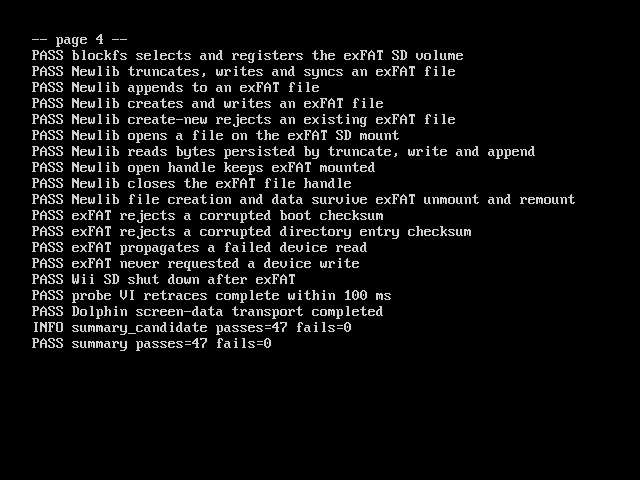 -- page 4 --
PASS blockfs selects and registers the exFAT SD volume
PASS Newlib truncates, writes and syncs an exFAT file
PASS Newlib appends to an exFAT file
PASS Newlib creates and writes an exFAT file
PASS Newlib create-new rejects an existing exFAT file
PASS Newlib opens a file on the exFAT SD mount
PASS Newlib reads bytes persisted by truncate, write and append
PASS Newlib open handle keeps exFAT mounted
PASS Newlib closes the exFAT file handle
PASS Newlib file creation and data survive exFAT unmount and remount
PASS exFAT rejects a corrupted boot checksum
PASS exFAT rejects a corrupted directory entry checksum
PASS exFAT propagates a failed device read
PASS exFAT never requested a device write
PASS Wii SD shut down after exFAT
PASS probe VI retraces complete within 100 ms
PASS Dolphin screen-data transport completed
INFO summary_candidate passes=47 fails=0
PASS summary passes=47 fails=0